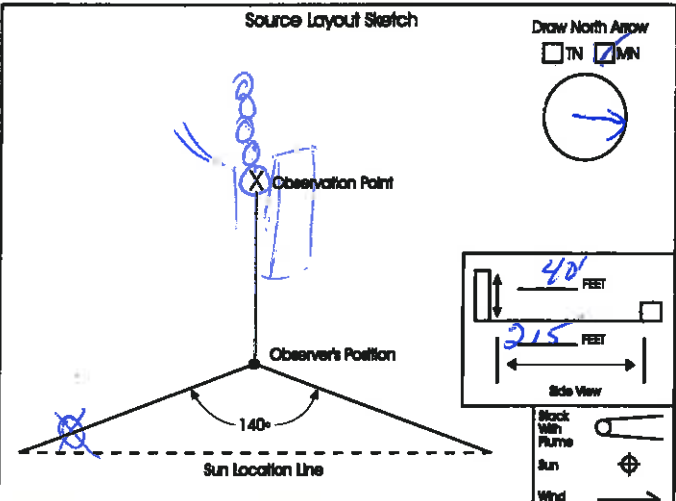 Source Layout Sketch
Draw North Arrow
TN MN
X Observation Point
40' FEET
215 FEET
Side View
Observer's Position
140°
Sun Location Line
Stack
With
Plume
Sun
Wind